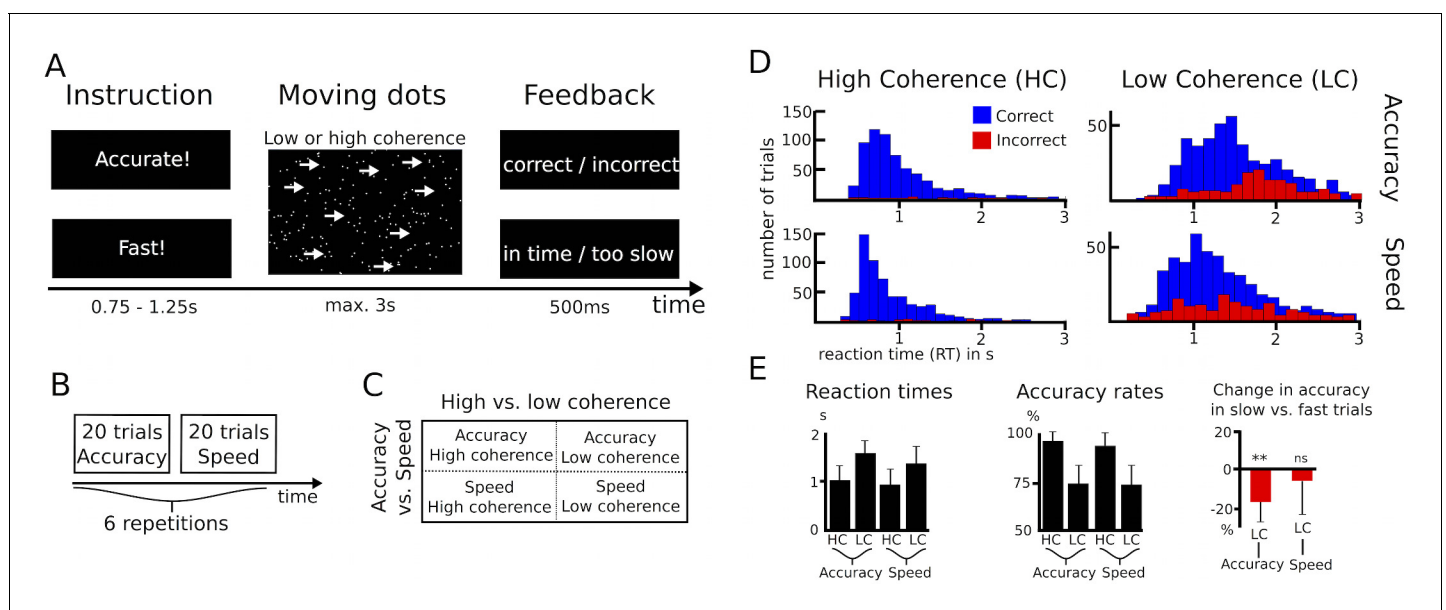 A
Instruction
Moving dots
Feedback
Low or high coherence
Accurate!
correct / incorrect
Fast!
in time / too slow
0.75 - 1.25s
max. 3s
500ms
time
B
20 trials
Accuracy
20 trials
Speed
time
6 repetitions
C
High vs. low coherence
Accuracy
vs. Speed
Accuracy
High coherence
Accuracy
Low coherence
Speed
High coherence
Speed
Low coherence
D
High Coherence (HC)
Low Coherence (LC)
Accuracy
Speed
Correct
Incorrect
number of trials
150
100
50
1
2
3
50
1
2
3
150
100
50
1
2
3
50
1
2
3
reaction time (RT) in s
E
Reaction times
s
2
1
0
HC LC HC LC
Accuracy Speed
Accuracy rates
%
100
75
50
HC LC HC LC
Accuracy Speed
Change in accuracy
in slow vs. fast trials
20
0
-20
%
** ns
LC LC
Accuracy Speed